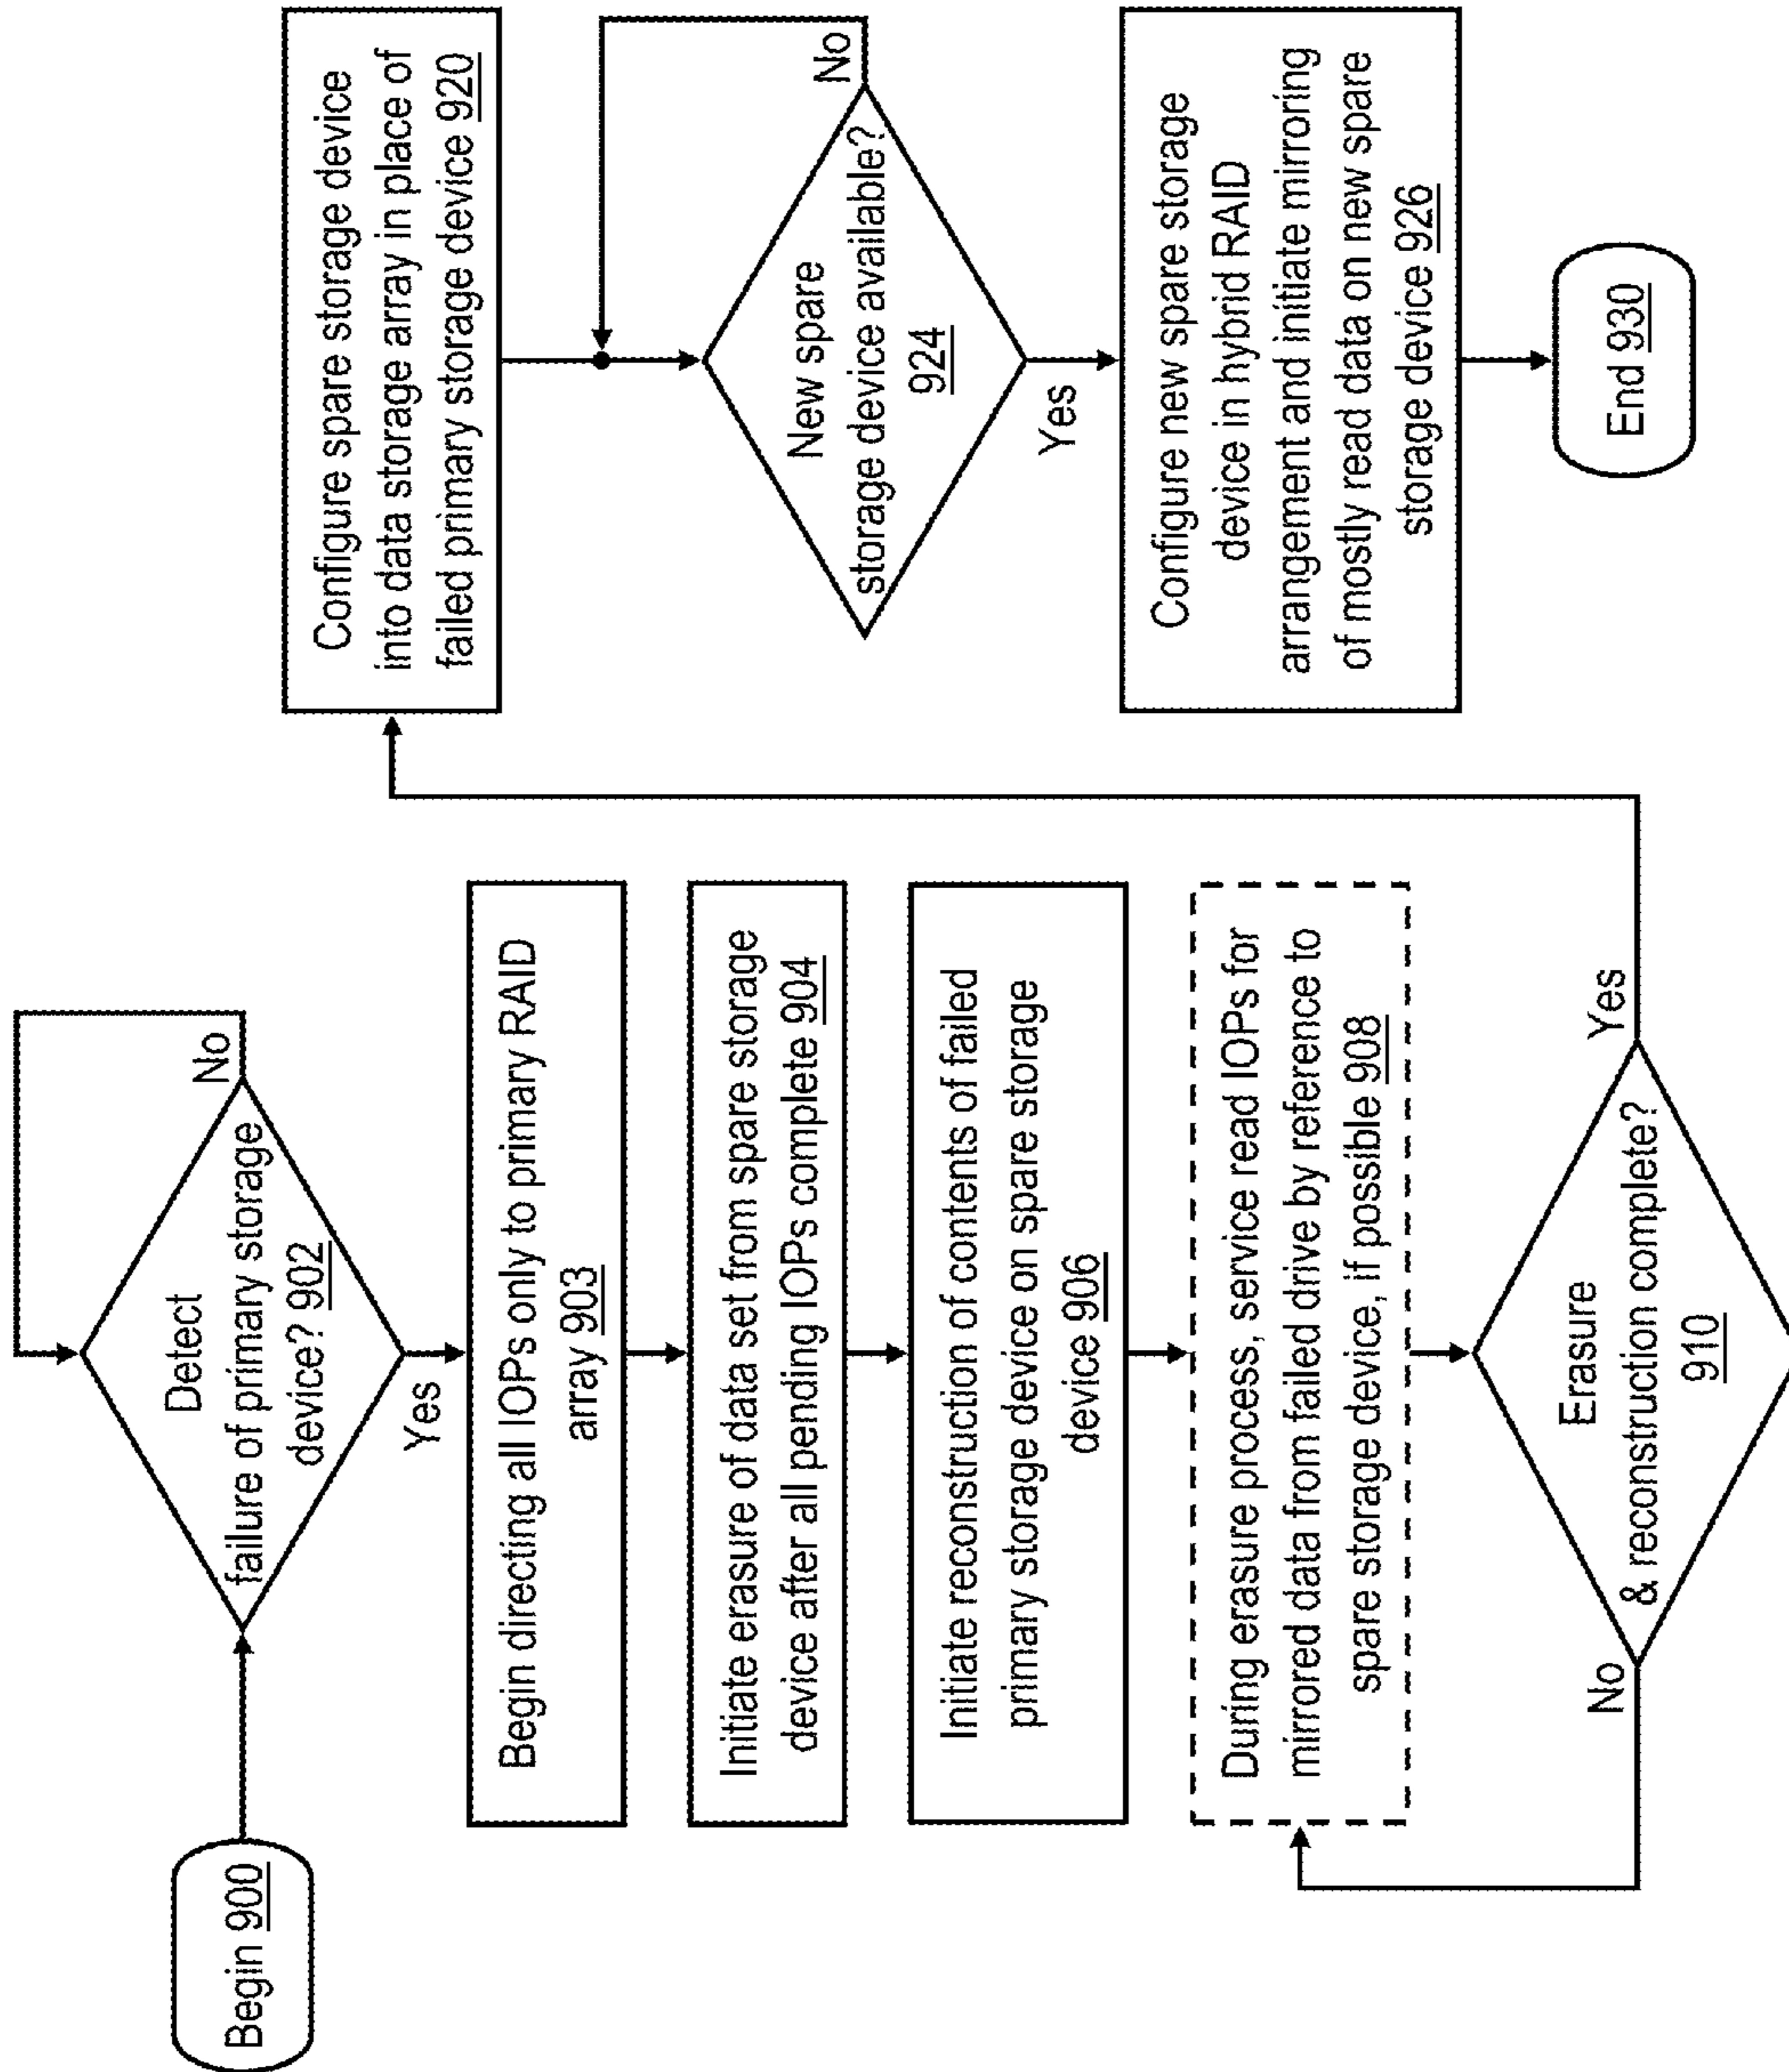 Begin 900
Detect
failure of primary storage
device? 902
No
Yes
Begin directing all IOPs only to primary RAID
array 903
Initiate erasure of data set from spare storage
device after all pending IOPs complete 904
Initiate reconstruction of contents of failed
primary storage device on spare storage
device 906
During erasure process, service read IOPs for
mirrored data from failed drive by reference to
spare storage device, if possible 908
Erasure
& reconstruction complete?
910
No
Yes
Configure spare storage device
into data storage array in place of
failed primary storage device 920
New spare
storage device available?
924
No
Yes
Configure new spare storage
device in hybrid RAID
arrangement and initiate mirroring
of mostly read data on new spare
storage device 926
End 930